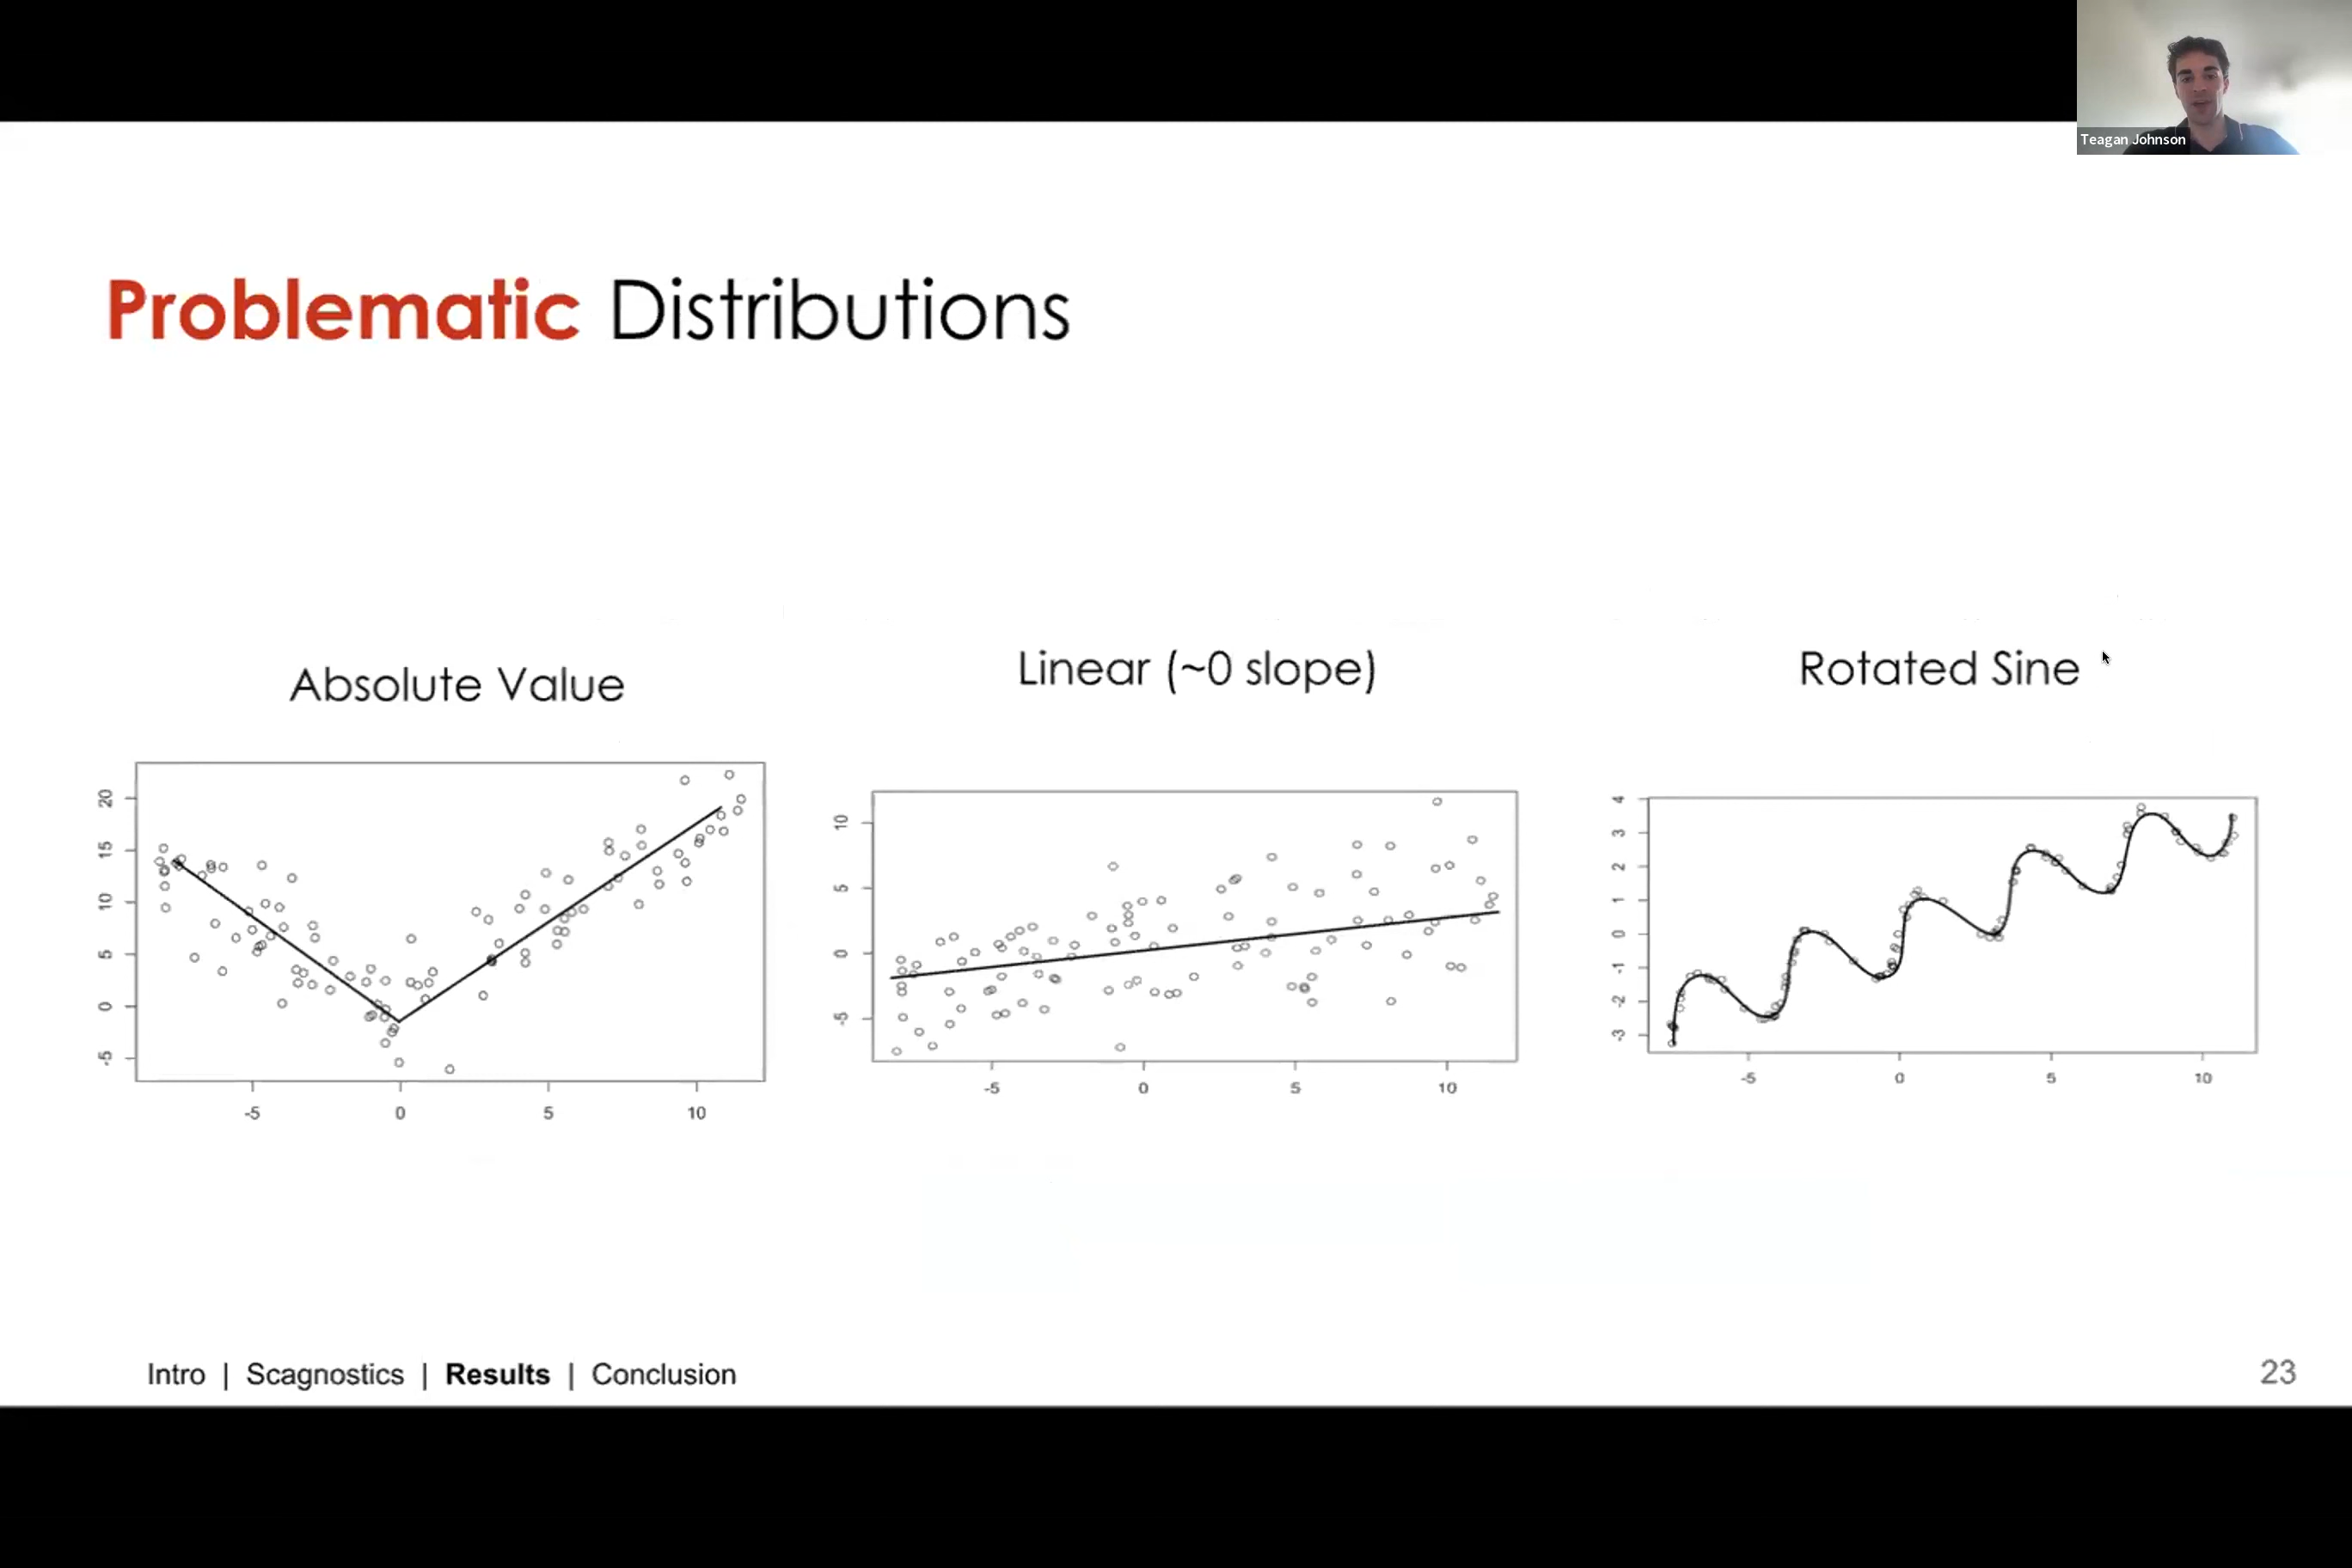 Teagan Johnson
Problematic Distributions
Absolute Value
20
15
10
5
0
-5
-5 0 5 10
Linear (~0 slope)
10
5
0
-5
-5 0 5 10
Rotated Sine
4
3
2
1
0
-1
-2
-3
-5 0 5 10
Intro | Scagnostics | Results | Conclusion
23